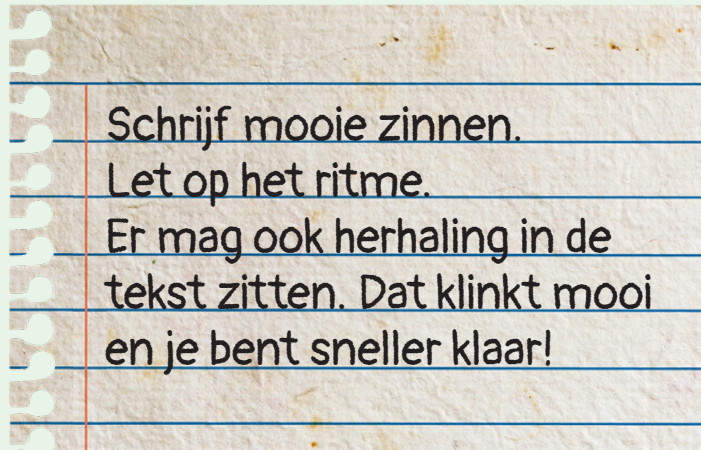 Schrijf mooie zinnen.
Let op het ritme.
Er mag ook herhaling in de
tekst zitten. Dat klinkt mooi
en je bent sneller klaar!